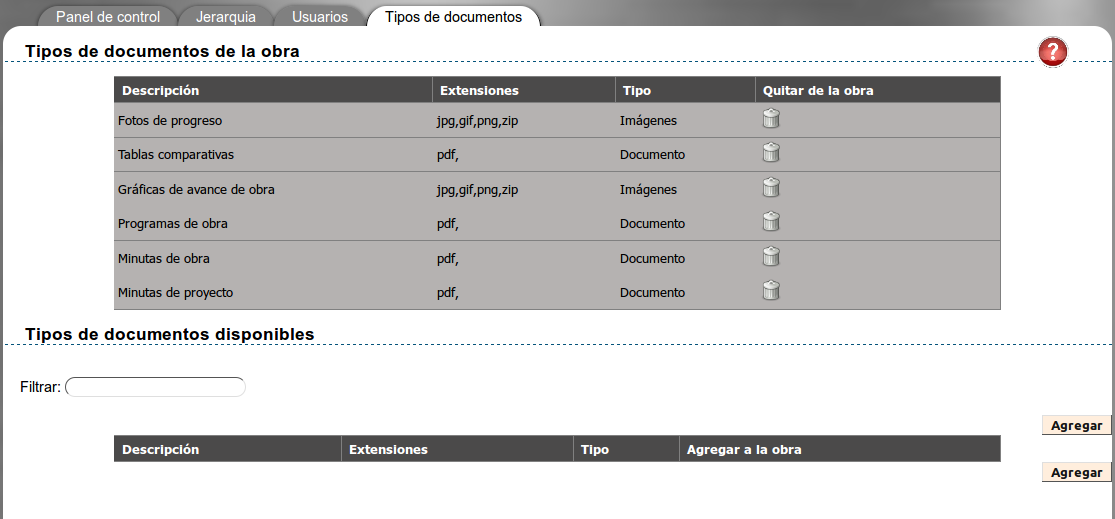 Panel de control Jerarquia Usuarios Tipos de documentos
Tipos de documentos de la obra
?
Descripción Extensiones Tipo Quitar de la obra
Fotos de progreso jpg,gif,png,zip Imágenes
Tablas comparativas pdf, Documento
Gráficas de avance de obra jpg,gif,png,zip Imágenes
Programas de obra pdf, Documento
Minutas de obra pdf, Documento
Minutas de proyecto pdf, Documento
Tipos de documentos disponibles
Filtrar:
Agregar
Descripción Extensiones Tipo Agregar a la obra
Agregar